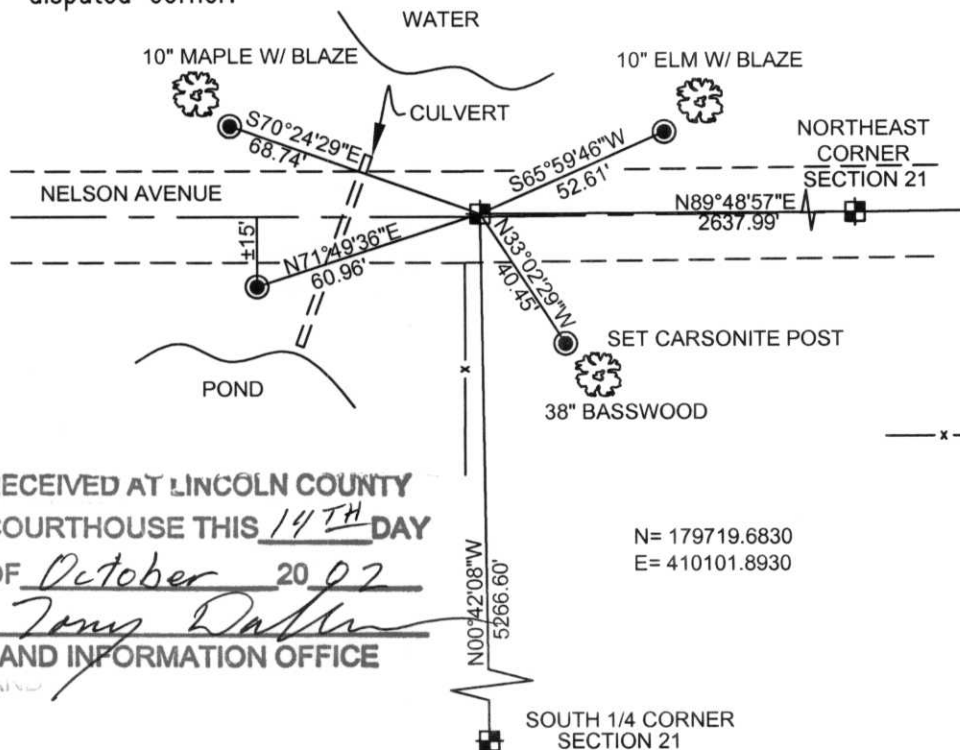 disputed corner.
WATER
10" MAPLE W/ BLAZE
10" ELM W/ BLAZE
CULVERT
S70°24'29"E
68.74'
S65°59'46"W
52.61'
NORTHEAST
CORNER
SECTION 21
NELSON AVENUE
N89°48'57"E
2637.99'
±15'
N71°49'36"E
60.96'
N33°02'29"W
40.45'
SET CARSONITE POST
x
POND
38" BASSWOOD
x
ECEIVED AT LINCOLN COUNTY
COURTHOUSE THIS 14TH DAY
OF October 20 02
Tony
AND INFORMATION OFFICE
N= 179719.6830
E= 410101.8930
N00°42'08"W
5266.60'
SOUTH 1/4 CORNER
SECTION 21